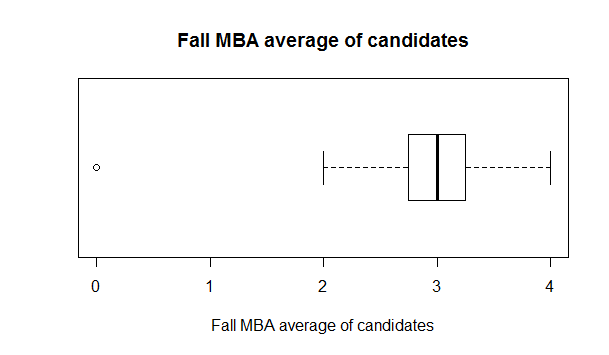 Fall MBA average of candidates
0 1 2 3 4
Fall MBA average of candidates